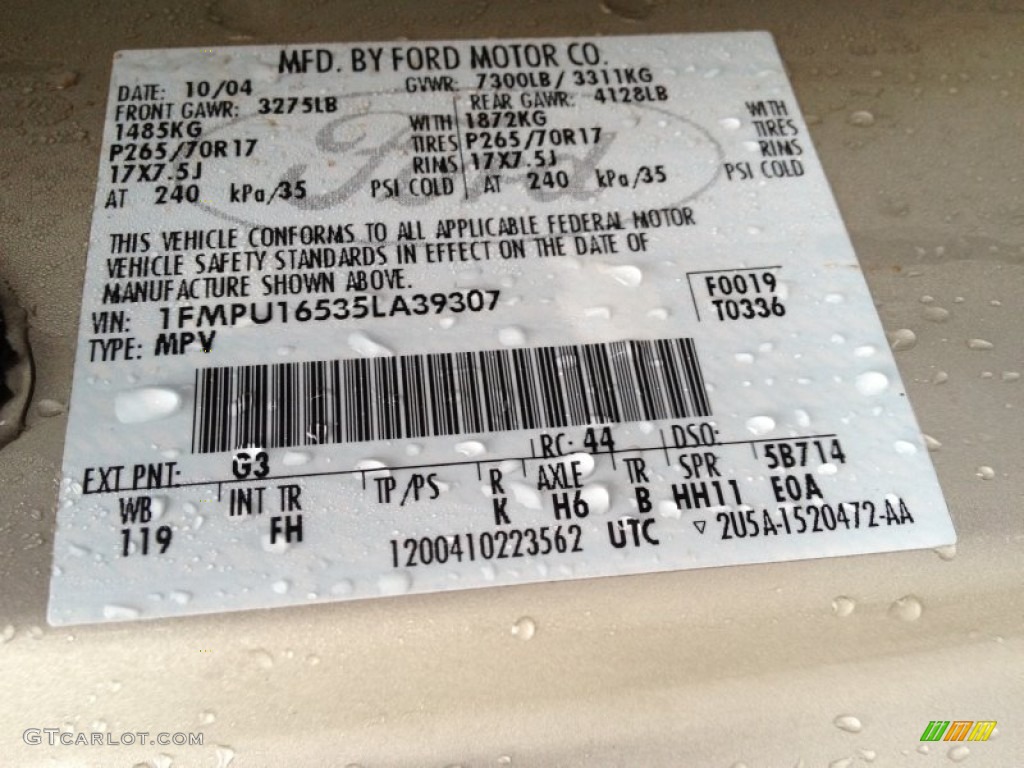 MFD. BY FORD MOTOR CO.
DATE: 10/04 GVWR: 7300LB / 3311KG
FRONT GAWR: 3275LB REAR GAWR: 4128LB
1485KG WITH 1872KG WITH
P265/70R17 TIRES P265/70R17 TIRES
17X7.5J RIMS 17X7.5J RIMS
AT 240 kPa/35 PSI COLD AT 240 kPa/35 PSI COLD
Ford
THIS VEHICLE CONFORMS TO ALL APPLICABLE FEDERAL MOTOR
VEHICLE SAFETY STANDARDS IN EFFECT ON THE DATE OF
MANUFACTURE SHOWN ABOVE.
VIN: 1FMPU16535LA39307 F0019
TYPE: MPV T0336
EXT PNT: G3 RC: 44 DSO:
WB INT TR TP/PS R AXLE TR SPR 5B714
119 FH K H6 B HH11 E0A
1200410223562 UTC ▽ 2U5A-1520472-AA
GTCARLOT.COM